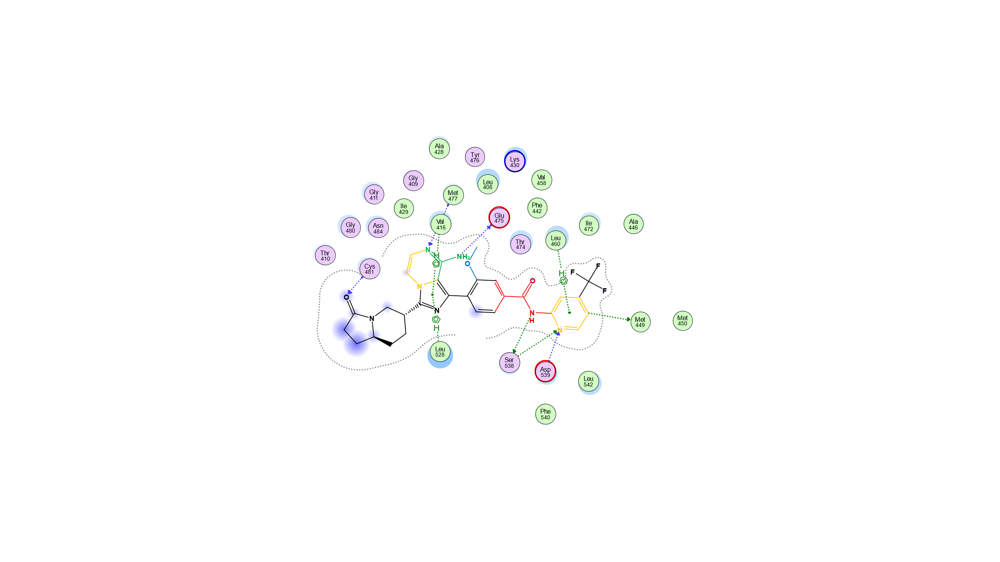 Ala
428
Tyr
476
Lys
430
Gly
409
Leu
408
Val
458
Gly
411
Met
477
Ile
429
Phe
442
Glu
475
Val
416
Ile
472
Ala
446
Gly
480
Asn
484
Thr
474
Leu
460
Thr
410
N
H
NH2
O
Cys
481
H
F
F
F
O
N
O
N
N
N
H
N
Met
449
Met
450
H
Leu
528
Ser
538
Asp
539
Leu
542
Phe
540